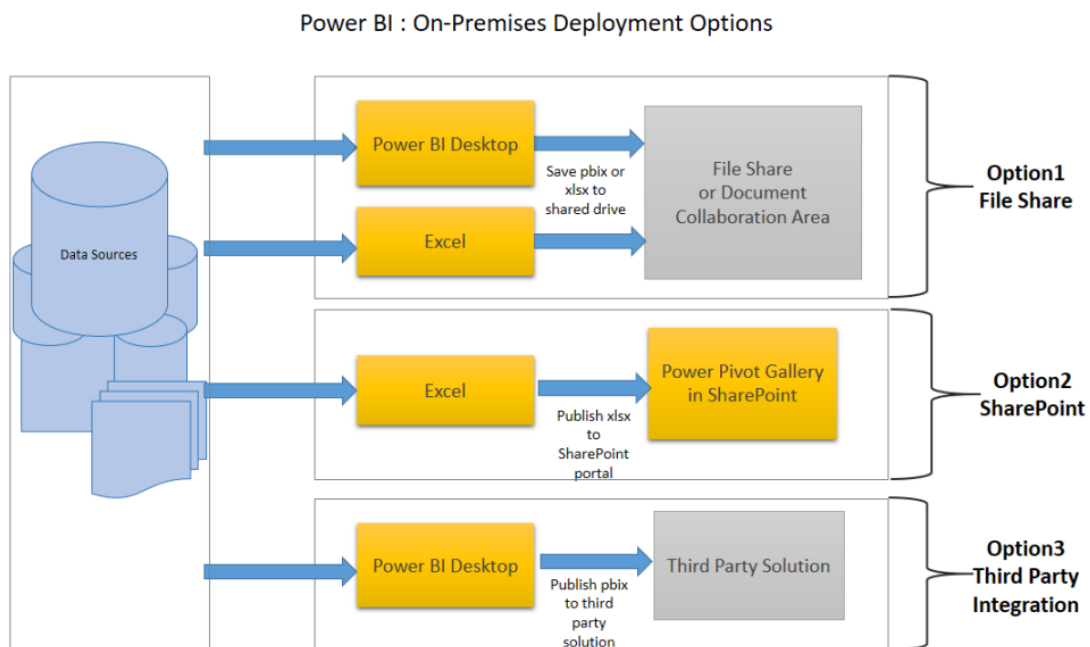 Power BI : On-Premises Deployment Options
Data Sources
Power BI Desktop
Save pbix or
xlsx to
shared drive
Excel
File Share
or Document
Collaboration Area
Option1
File Share
Excel
Publish xlsx
to
SharePoint
portal
Power Pivot Gallery
in SharePoint
Option2
SharePoint
Power BI Desktop
Publish pbix
to third
party
solution
Third Party Solution
Option3
Third Party
Integration